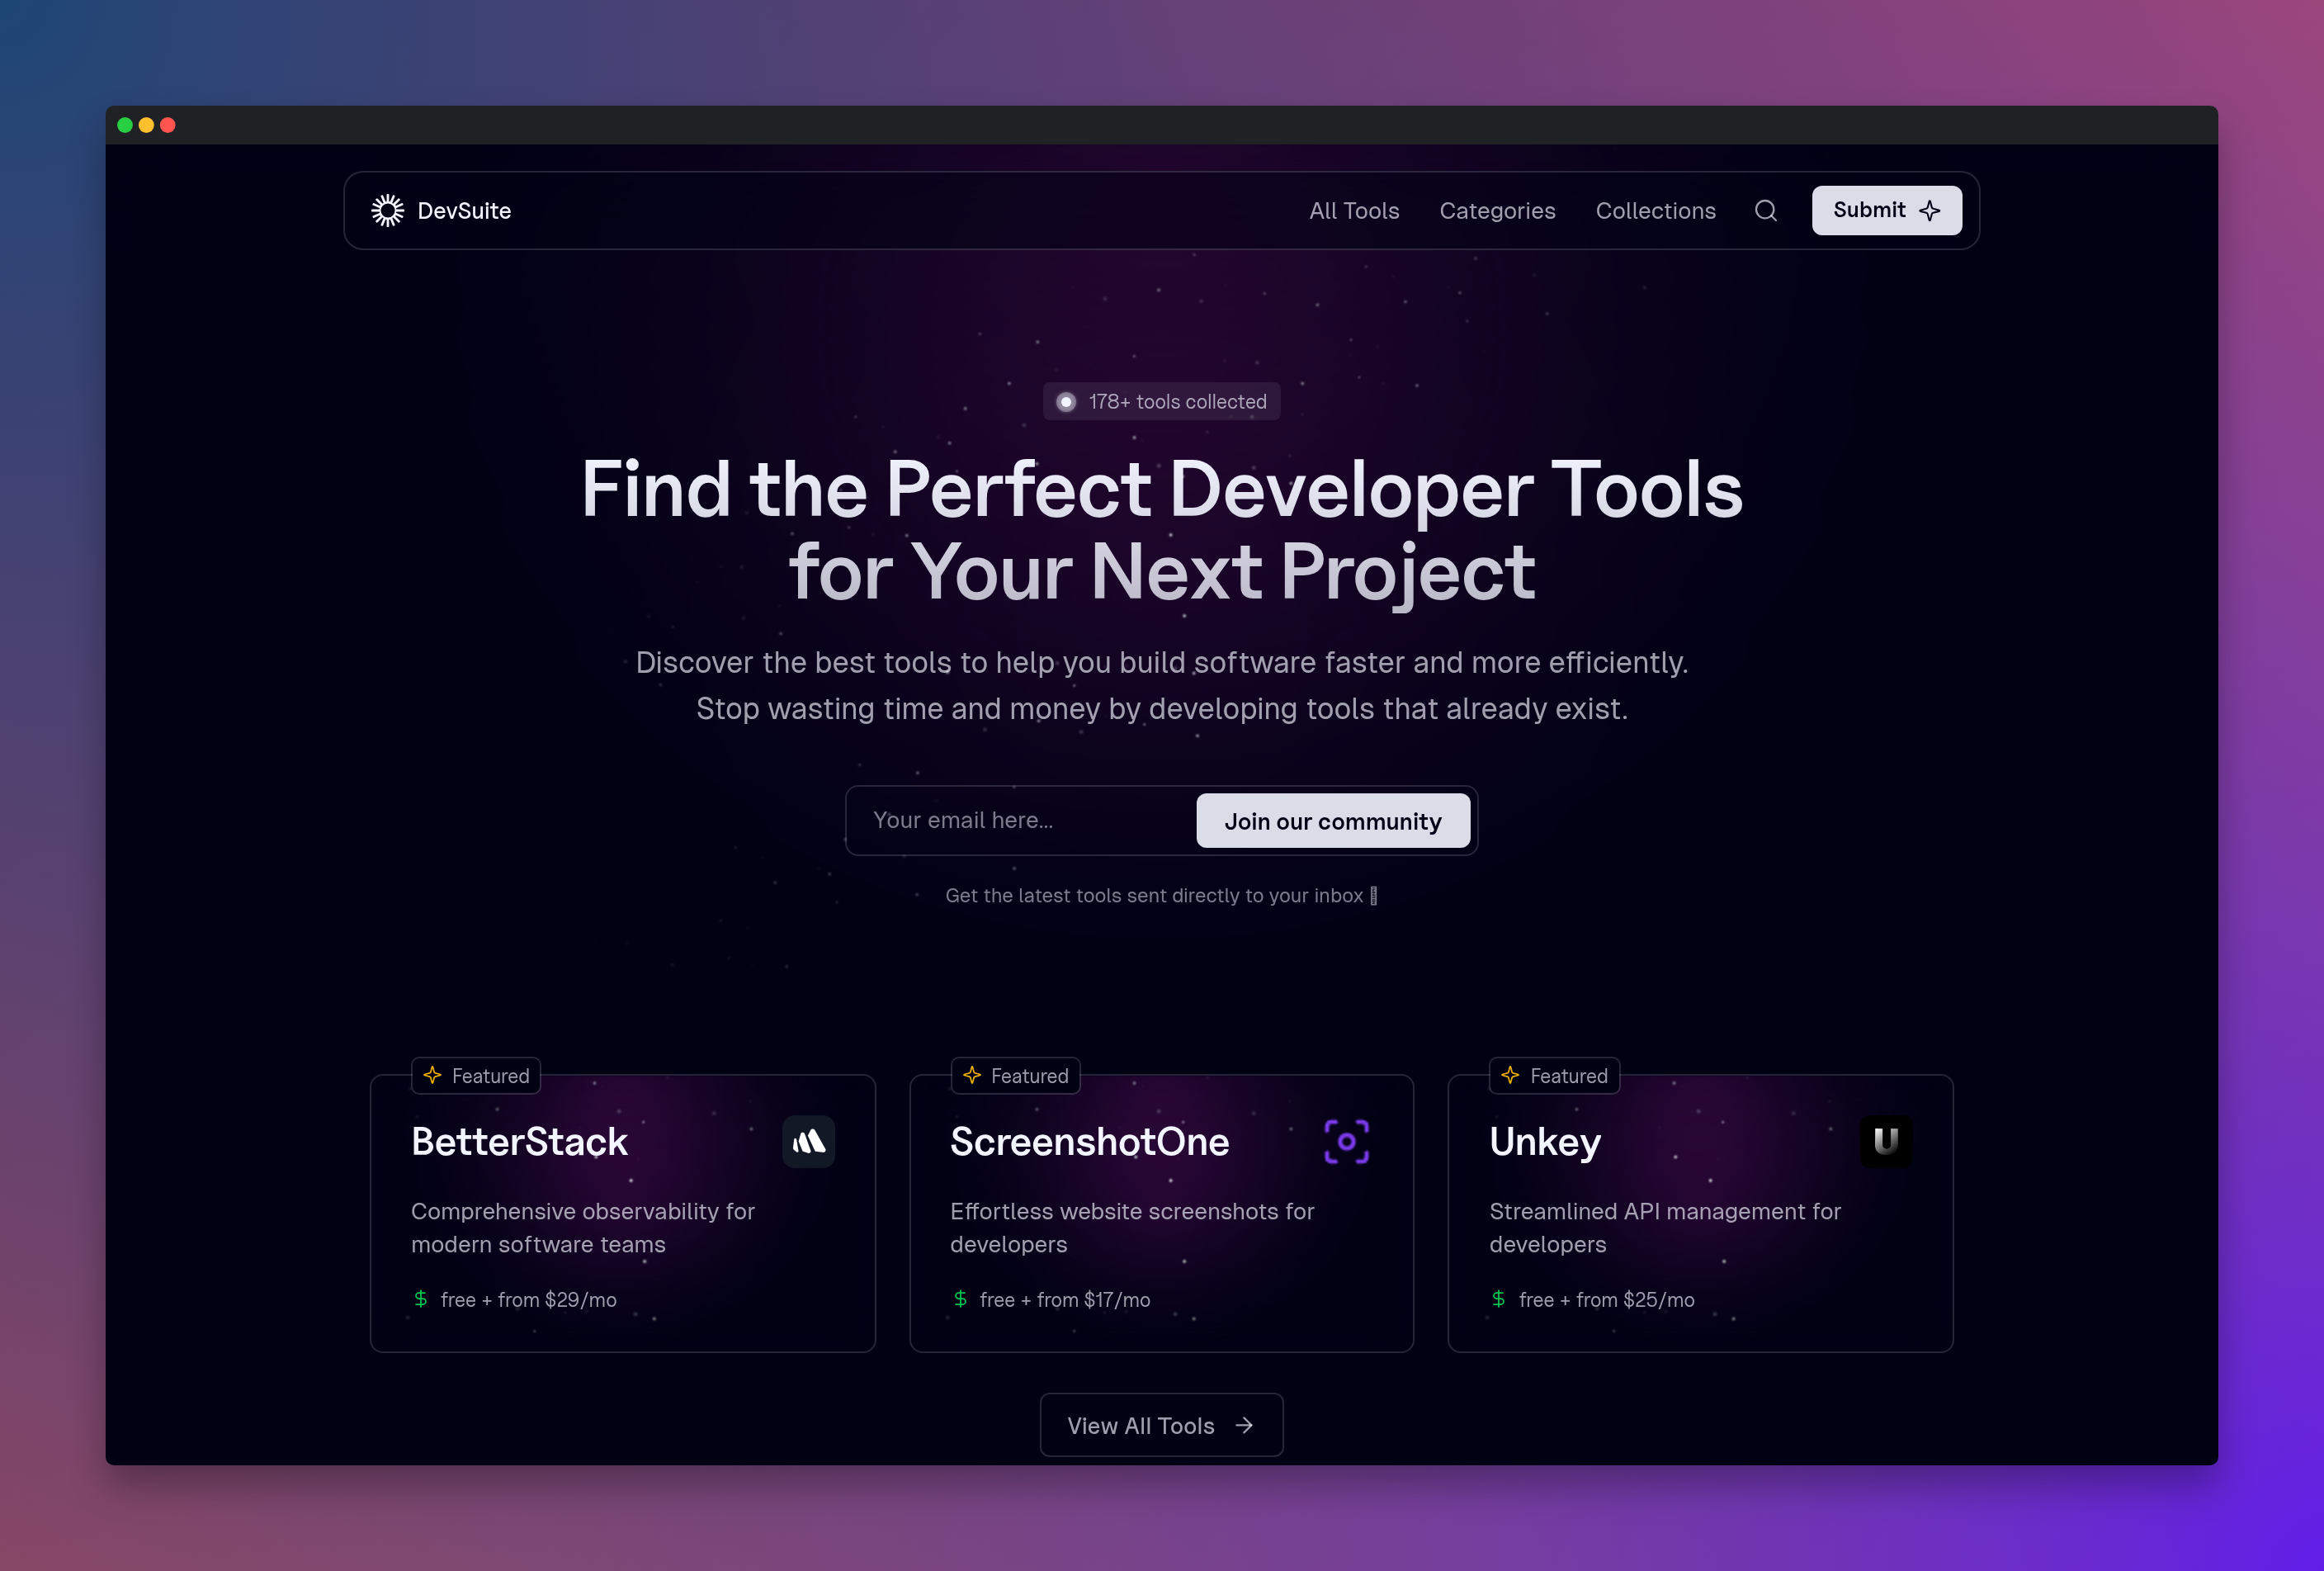 DevSuite
All Tools
Categories
Collections
Submit
178+ tools collected
Find the Perfect Developer Tools
for Your Next Project
Discover the best tools to help you build software faster and more efficiently.
Stop wasting time and money by developing tools that already exist.
Your email here...
Join our community
Get the latest tools sent directly to your inbox
Featured
BetterStack
Comprehensive observability for
modern software teams
$ free + from $29/mo
Featured
ScreenshotOne
Effortless website screenshots for
developers
$ free + from $17/mo
Featured
Unkey
U
Streamlined API management for
developers
$ free + from $25/mo
View All Tools